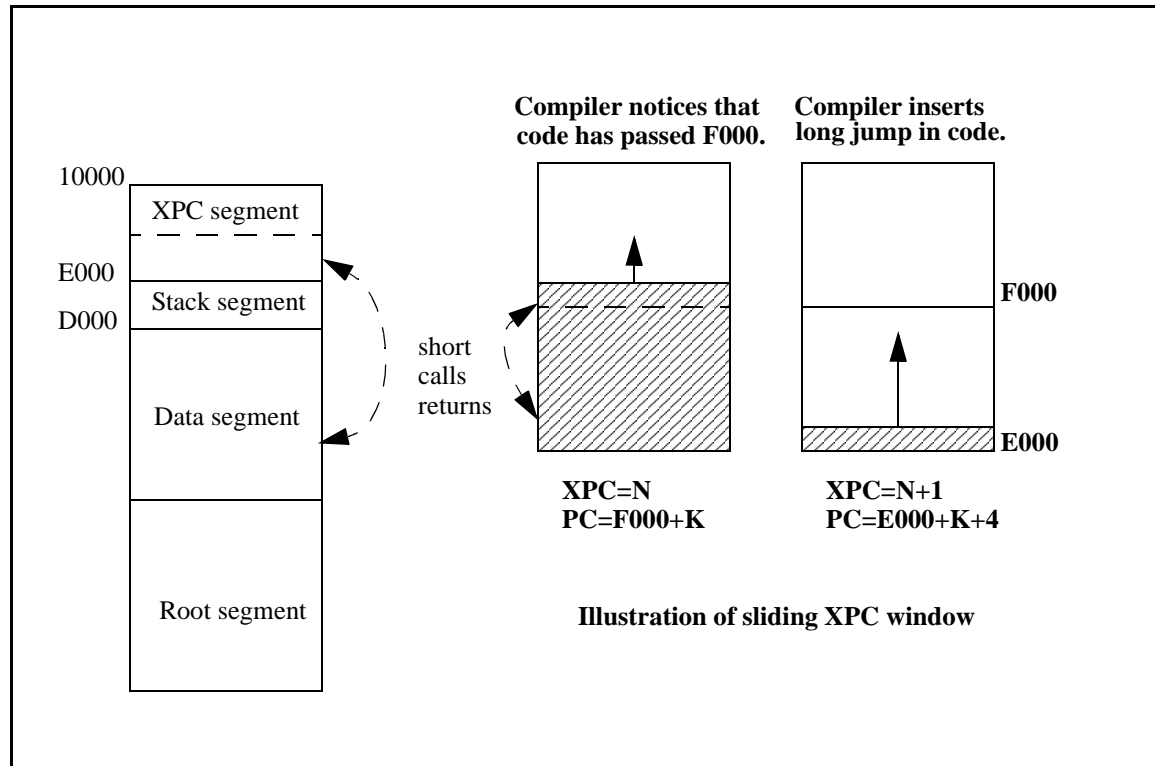 Compiler notices that
code has passed F000.
Compiler inserts
long jump in code.
10000
XPC segment
E000
Stack segment
D000
Data segment
Root segment
short
calls
returns
F000
E000
XPC=N
PC=F000+K
XPC=N+1
PC=E000+K+4
Illustration of sliding XPC window